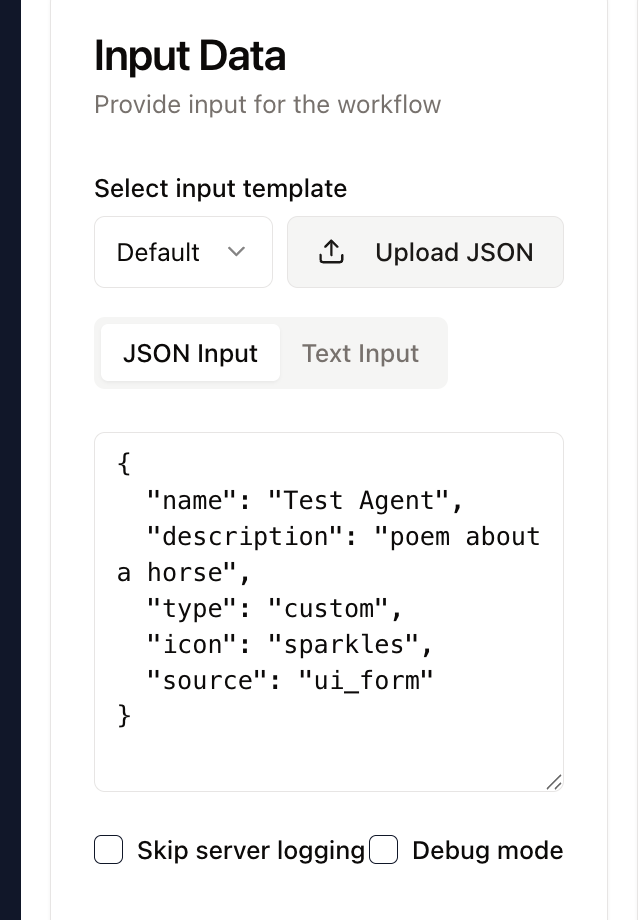 Input Data
Provide input for the workflow
Select input template
Default
Upload JSON
JSON Input
Text Input
{
  "name": "Test Agent",
  "description": "poem about
a horse",
  "type": "custom",
  "icon": "sparkles",
  "source": "ui_form"
}
Skip server logging
Debug mode